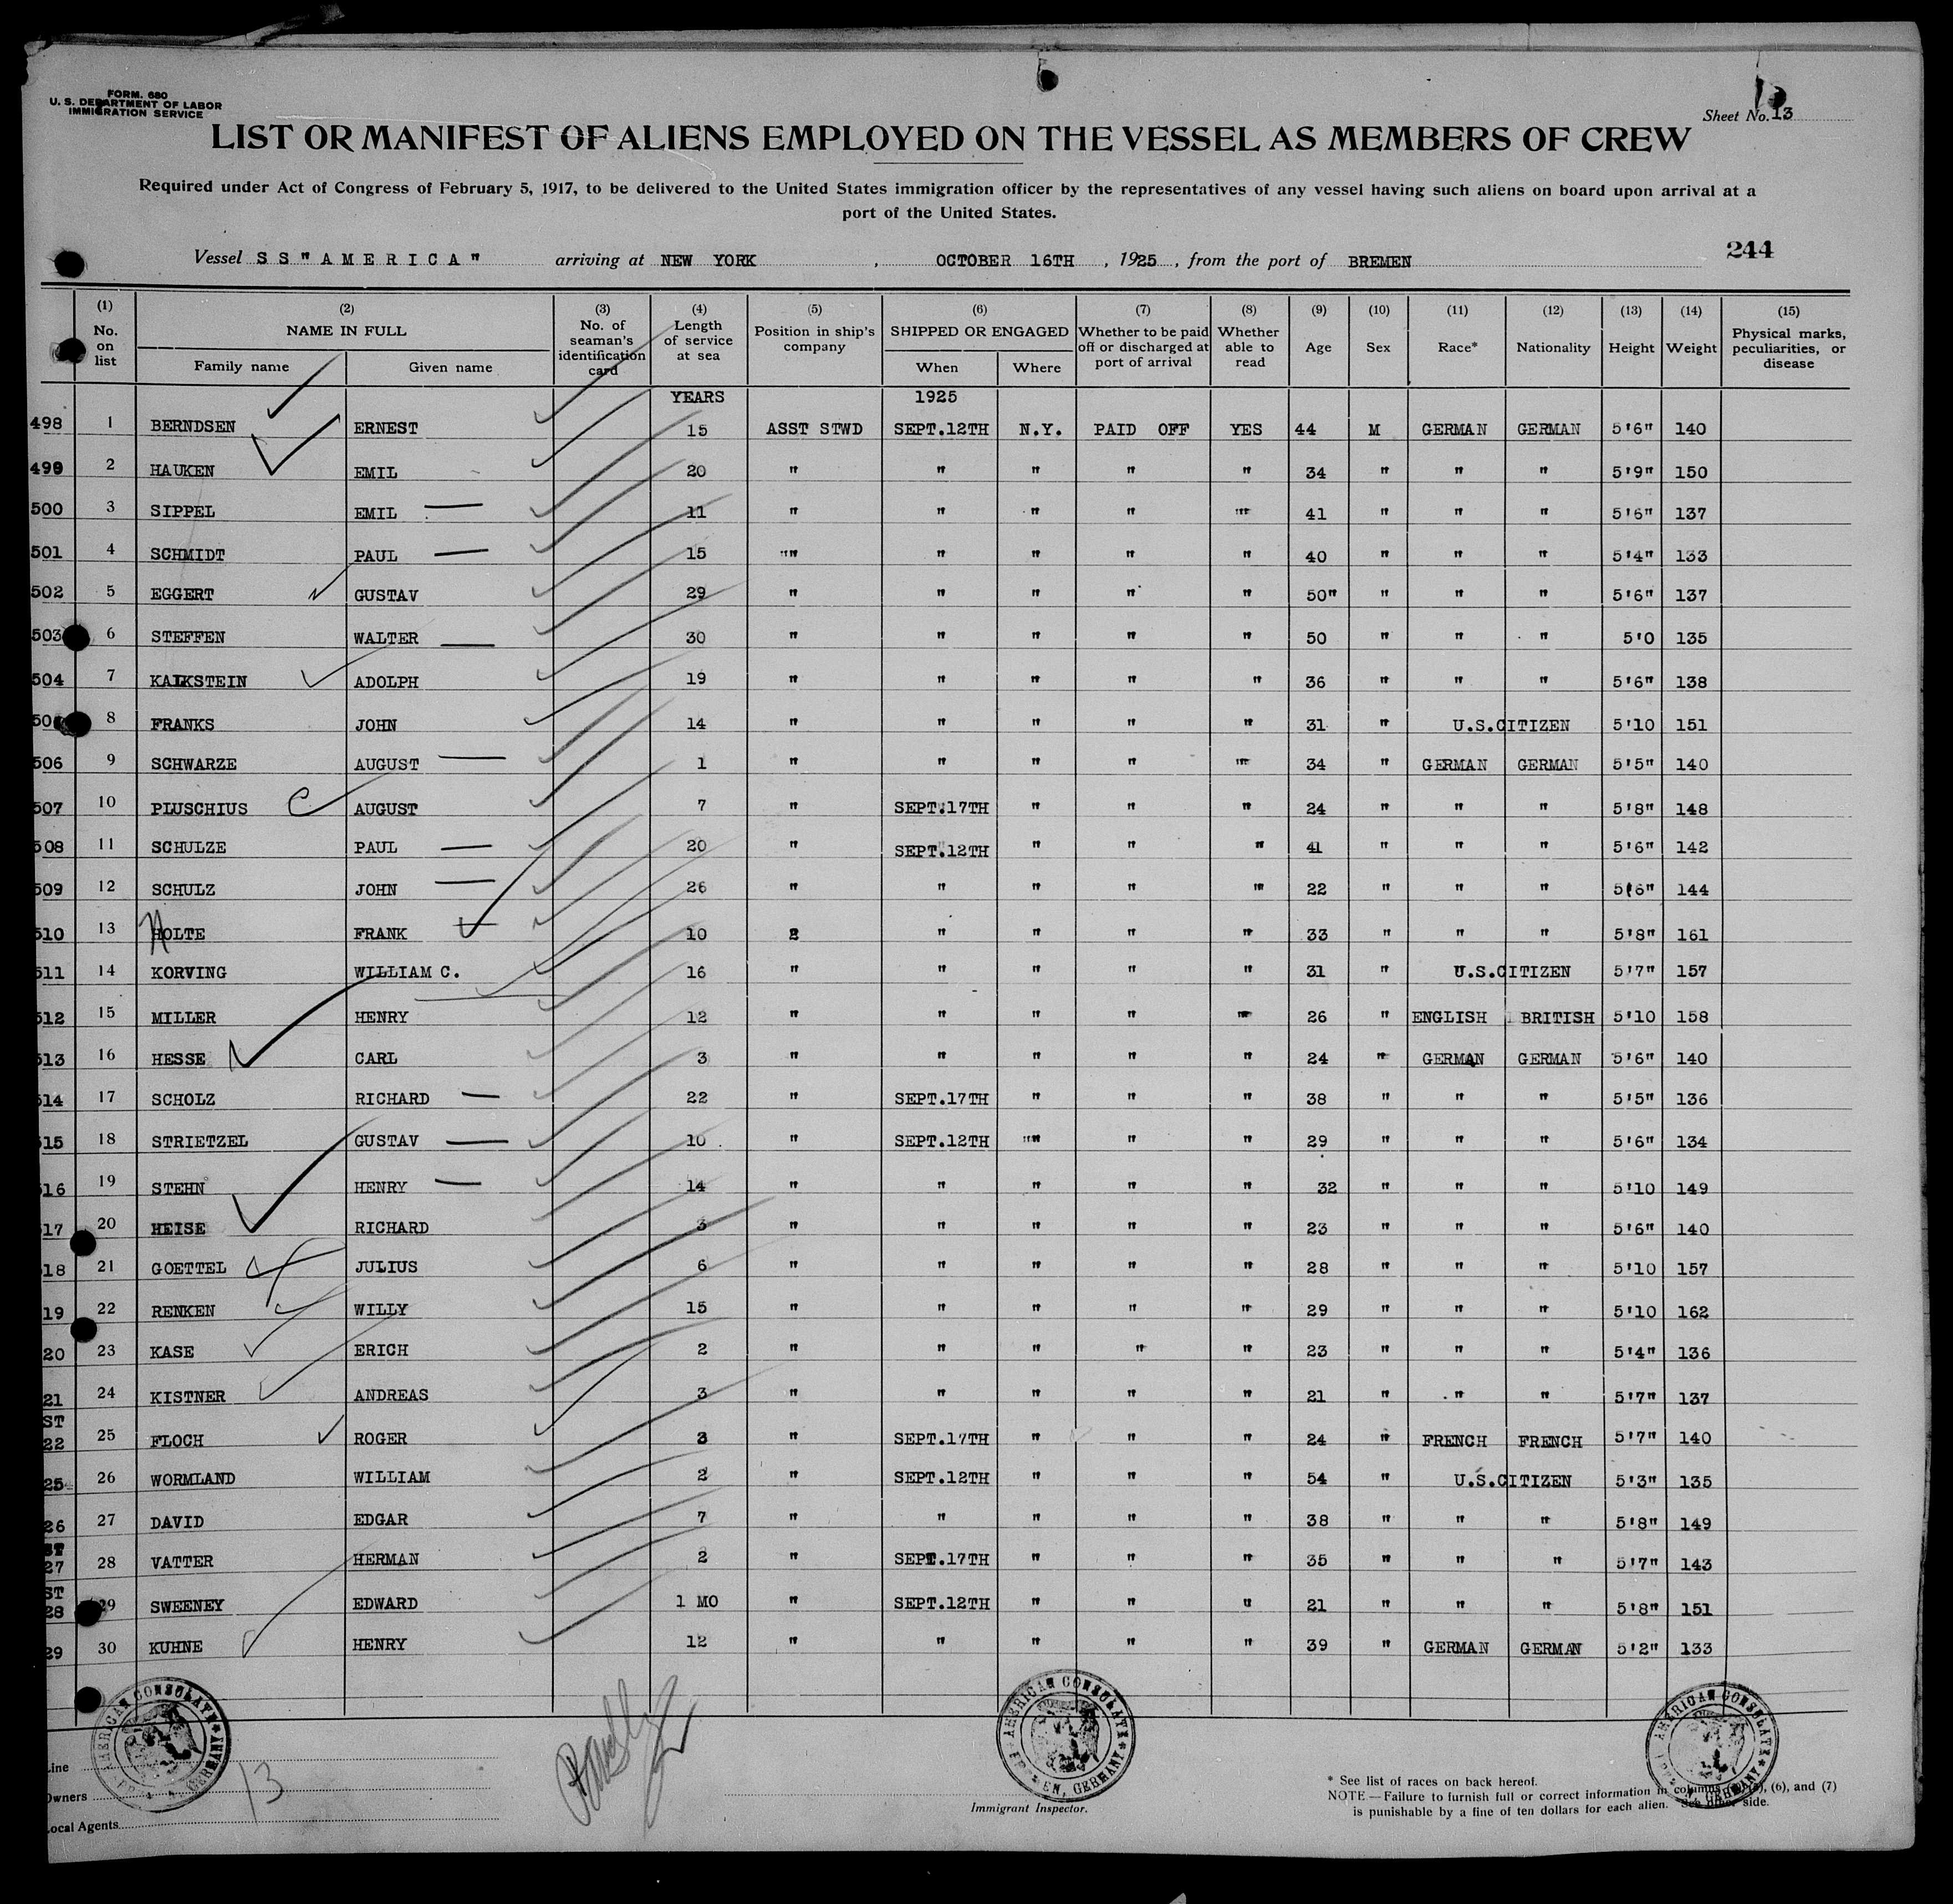 FORM. 680
U. S. DEPARTMENT OF LABOR
IMMIGRATION SERVICE
Sheet No. 13
LIST OR MANIFEST OF ALIENS EMPLOYED ON THE VESSEL AS MEMBERS OF CREW
Required under Act of Congress of February 5, 1917, to be delivered to the United States immigration officer by the representatives of any vessel having such aliens on board upon arrival at a
port of the United States.
244
Vessel S S "A M E R I C A" arriving at NEW YORK, OCTOBER 16TH, 1925, from the port of BREMEN
(1) (2) (3) (4) (5) (6) (7) (8) (9) (10) (11) (12) (13) (14) (15)
No. on list NAME IN FULL Family name Given name No. of seaman's identification card Length of service at sea Position in ship's company SHIPPED OR ENGAGED When Where Whether to be paid off or discharged at port of arrival Whether able to read Age Sex Race* Nationality Height Weight Physical marks, peculiarities, or disease
YEARS 1925
498 1 BERNDSEN ERNEST 15 ASST STWD SEPT.12TH N.Y. PAID OFF YES 44 M GERMAN GERMAN 5'6" 140
499 2 HAUKEN EMIL 20 " " " " " 34 " " " 5'9" 150
500 3 SIPPEL EMIL 11 " " " " " 41 " " " 5'6" 137
501 4 SCHMIDT PAUL 15 " " " " " 40 " " " 5'4" 133
502 5 EGGERT GUSTAV 29 " " " " " 50" " " " 5'6" 137
503 6 STEFFEN WALTER 30 " " " " " 50 " " " 5'0 135
504 7 KALKSTEIN ADOLPH 19 " " " " " 36 " " " 5'6" 138
50 8 FRANKS JOHN 14 " " " " " 31 " U.S.CITIZEN 5'10 151
506 9 SCHWARZE AUGUST 1 " " " " " 34 " GERMAN GERMAN 5'5" 140
507 10 PLUSCHIUS AUGUST 7 " SEPT.17TH " " " 24 " " " 5'8" 148
508 11 SCHULZE PAUL 20 " SEPT.12TH " " " 41 " " " 5'6" 142
509 12 SCHULZ JOHN 26 " " " " " 22 " " " 5'6" 144
510 13 NOLTE FRANK 10 2 " " " " 33 " " " 5'8" 161
511 14 KORVING WILLIAM C. 16 " " " " " 31 " U.S.CITIZEN 5'7" 157
512 15 MILLER HENRY 12 " " " " " 26 " ENGLISH BRITISH 5'10 158
513 16 HESSE CARL 3 " " " " " 24 " GERMAN GERMAN 5'6" 140
514 17 SCHOLZ RICHARD 22 " SEPT.17TH " " " 38 " " " 5'5" 136
515 18 STRIETZEL GUSTAV 10 " SEPT.12TH " " " 29 " " " 5'6" 134
516 19 STEHN HENRY 14 " " " " " 32 " " " 5'10 149
17 20 HEISE RICHARD 3 " " " " " 23 " " " 5'6" 140
18 21 GOETTEL JULIUS 6 " " " " " 28 " " " 5'10 157
19 22 RENKEN WILLY 15 " " " " " 29 " " " 5'10 162
20 23 KASE ERICH 2 " " " " " 23 " " " 5'4" 136
21 24 KISTNER ANDREAS 3 " " " " " 21 " " " 5'7" 137
ST
22 25 FLOCH ROGER 3 " SEPT.17TH " " " 24 " FRENCH FRENCH 5'7" 140
25 26 WORMLAND WILLIAM 2 " SEPT.12TH " " " 54 " U.S.CITIZEN 5'3" 135
26 27 DAVID EDGAR 7 " " " " " 38 " " " 5'8" 149
ST
27 28 VATTER HERMAN 2 " SEPT.17TH " " " 35 " " " 5'7" 143
ST
28 29 SWEENEY EDWARD 1 MO " SEPT.12TH " " " 21 " " " 5'8" 151
29 30 KUHNE HENRY 12 " " " " " 39 " GERMAN GERMAN 5'2" 133
AMERICAN CONSULATE GERMANY
AMERICAN CONSULATE BREMEN, GERMANY
AMERICAN CONSULATE GERMANY
Line
Owners
Local Agents
13
Immigrant Inspector.
* See list of races on back hereof.
NOTE — Failure to furnish full or correct information in columns (6), and (7)
is punishable by a fine of ten dollars for each alien. See other side.